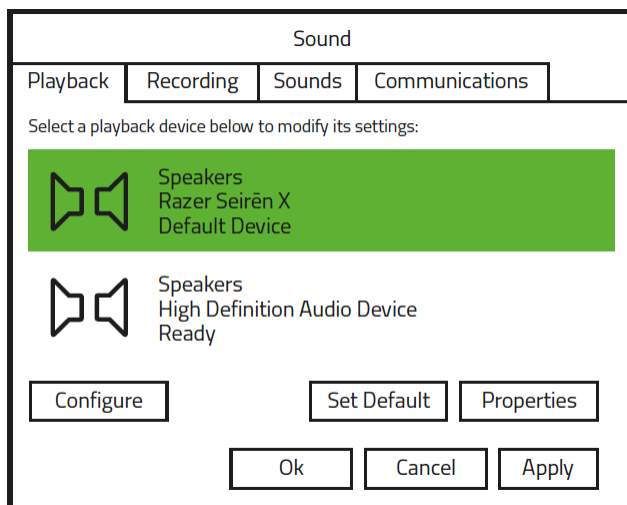 Sound
Playback Recording Sounds Communications
Select a playback device below to modify its settings:
Speakers
Razer Seirēn X
Default Device
Speakers
High Definition Audio Device
Ready
Configure Set Default Properties
Ok Cancel Apply